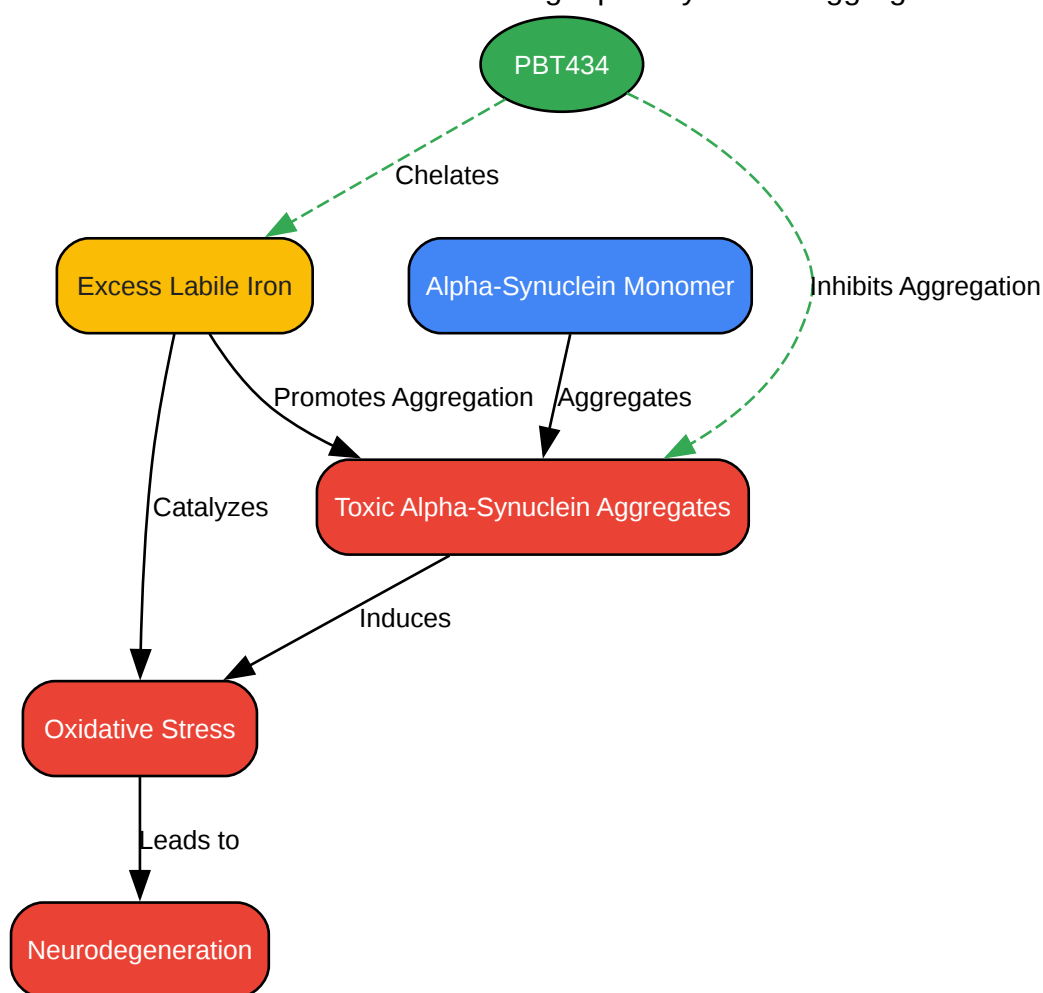 PBT434
Chelates
Excess Labile Iron
Alpha-Synuclein Monomer
Inhibits Aggregation
Promotes Aggregation
Aggregates
Catalyzes
Toxic Alpha-Synuclein Aggregates
Induces
Oxidative Stress
Leads to
Neurodegeneration